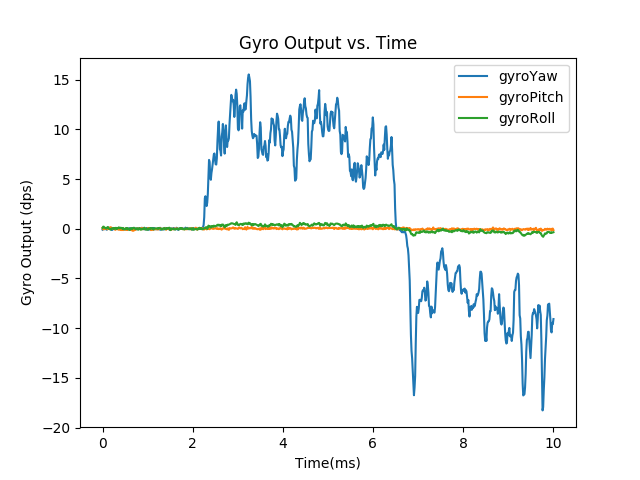 Gyro Output vs. Time
gyroYaw
gyroPitch
gyroRoll
15
10
5
0
−5
−10
−15
−20
Gyro Output (dps)
0 2 4 6 8 10
Time(ms)